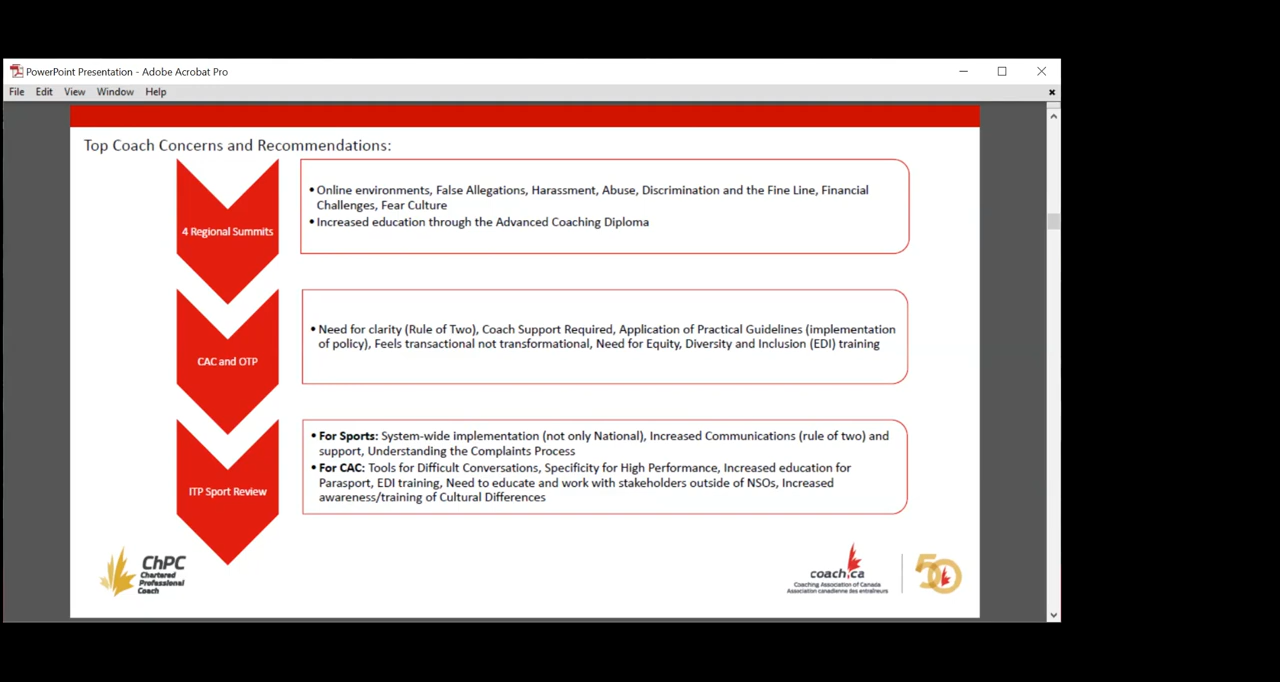 PowerPoint Presentation - Adobe Acrobat Pro
File Edit View Window Help
Top Coach Concerns and Recommendations:
4 Regional Summits
• Online environments, False Allegations, Harassment, Abuse, Discrimination and the Fine Line, Financial
Challenges, Fear Culture
• Increased education through the Advanced Coaching Diploma
CAC and OTP
• Need for clarity (Rule of Two), Coach Support Required, Application of Practical Guidelines (implementation
of policy), Feels transactional not transformational, Need for Equity, Diversity and Inclusion (EDI) training
ITP Sport Review
• For Sports: System-wide implementation (not only National), Increased Communications (rule of two) and
support, Understanding the Complaints Process
• For CAC: Tools for Difficult Conversations, Specificity for High Performance, Increased education for
Parasport, EDI training, Need to educate and work with stakeholders outside of NSOs, Increased
awareness/training of Cultural Differences
ChPC
Chartered
Professional
Coach
coach.ca
Coaching Association of Canada
Association canadienne des entraîneurs
50